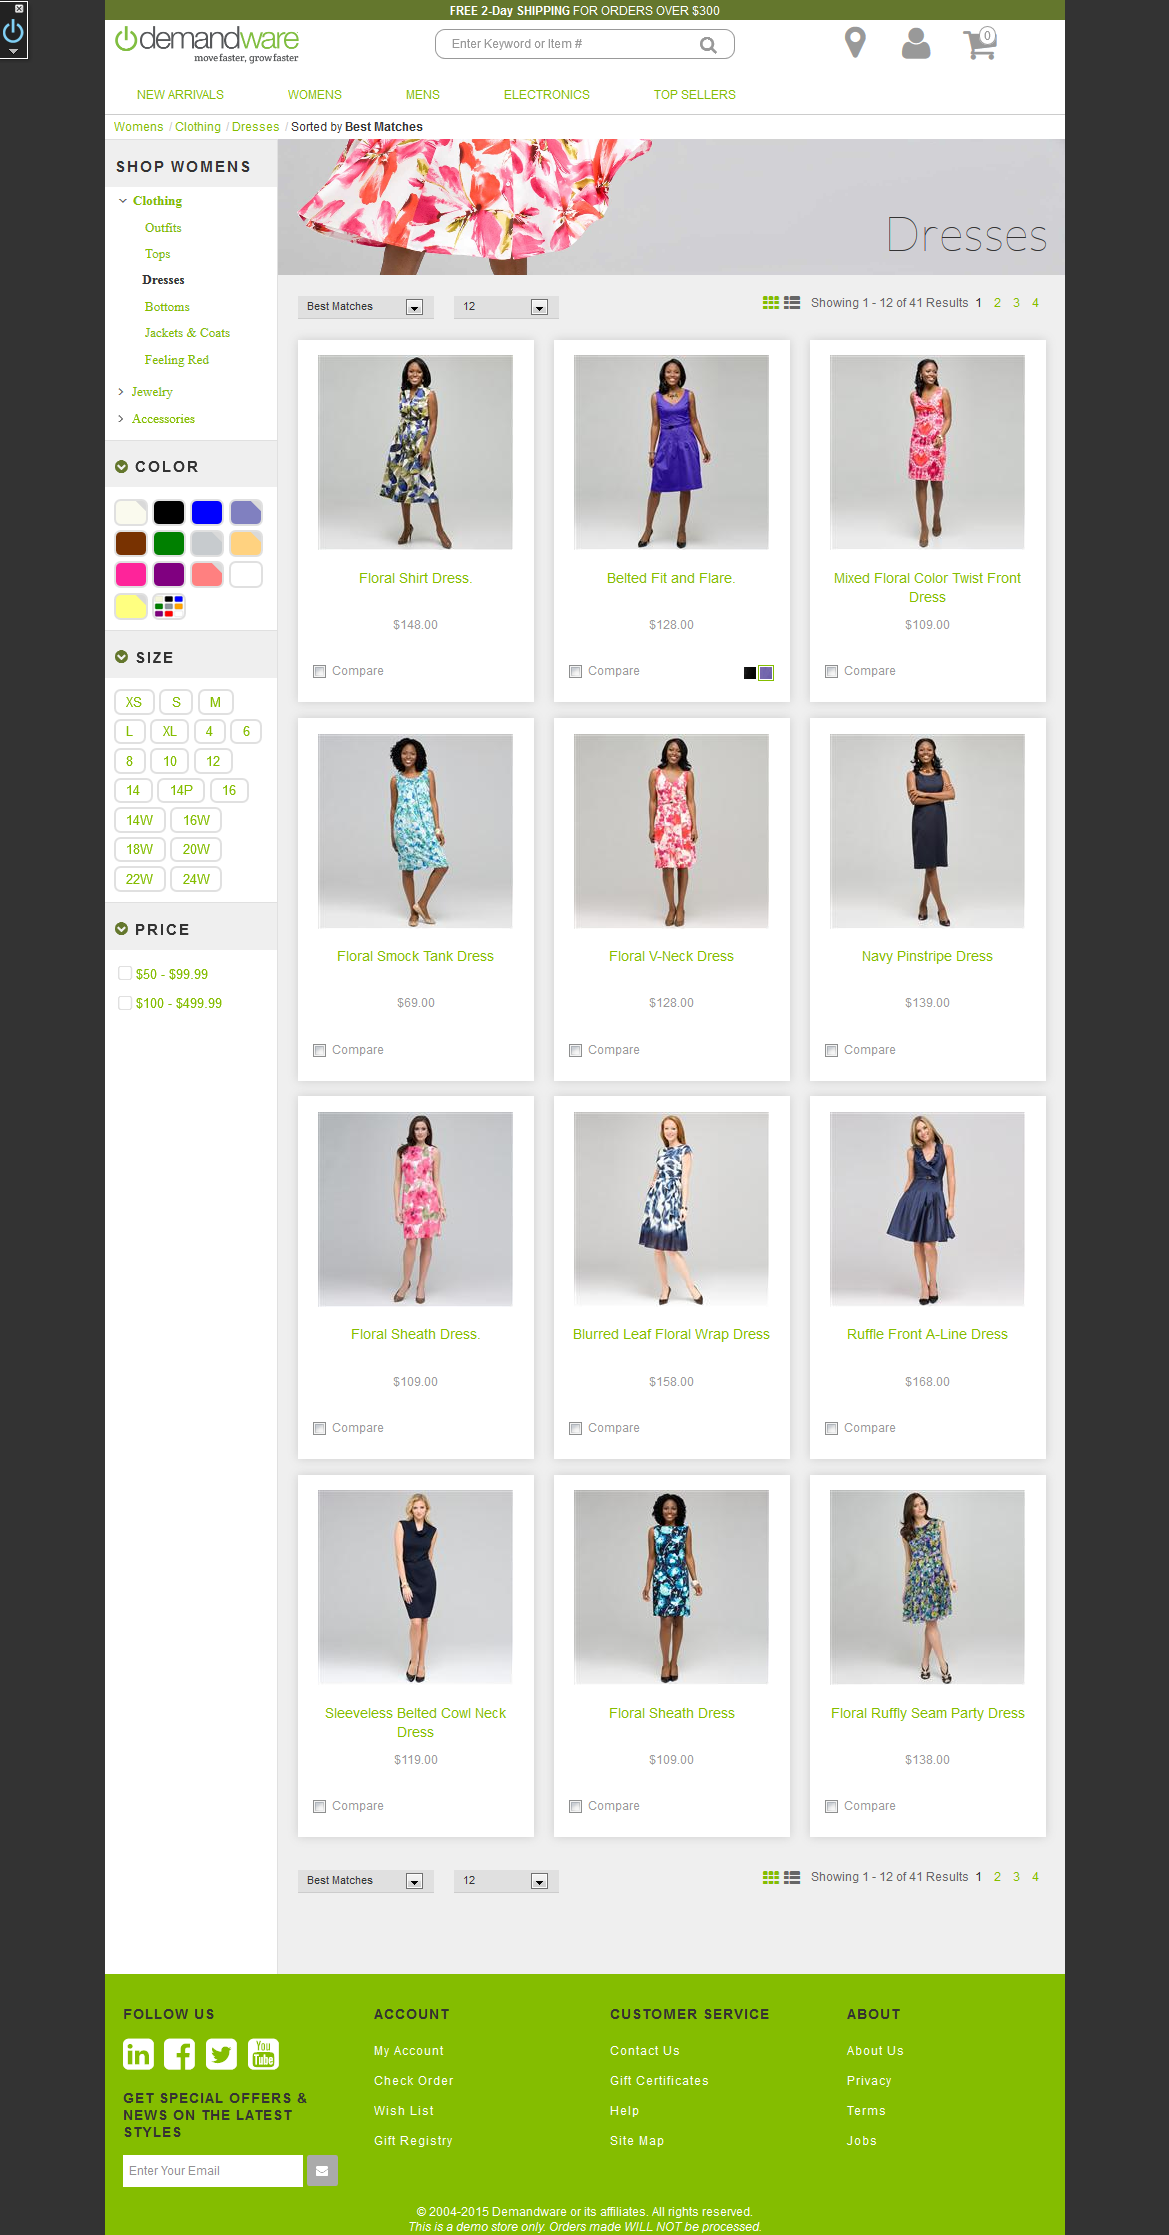 FREE 2-Day SHIPPING FOR ORDERS OVER $300
demandware
move faster, grow faster
Enter Keyword or Item #
0
NEW ARRIVALS WOMENS MENS ELECTRONICS TOP SELLERS
Womens / Clothing / Dresses / Sorted by Best Matches
SHOP WOMENS
Clothing
Outfits
Tops
Dresses
Bottoms
Jackets & Coats
Feeling Red
Jewelry
Accessories
COLOR
SIZE
XS S M
L XL 4 6
8 10 12
14 14P 16
14W 16W
18W 20W
22W 24W
PRICE
$50 - $99.99
$100 - $499.99
Dresses
Best Matches 12 Showing 1 - 12 of 41 Results 1 2 3 4
Floral Shirt Dress.
$148.00
Compare
Belted Fit and Flare.
$128.00
Compare
Mixed Floral Color Twist Front
Dress
$109.00
Compare
Floral Smock Tank Dress
$69.00
Compare
Floral V-Neck Dress
$128.00
Compare
Navy Pinstripe Dress
$139.00
Compare
Floral Sheath Dress.
$109.00
Compare
Blurred Leaf Floral Wrap Dress
$158.00
Compare
Ruffle Front A-Line Dress
$168.00
Compare
Sleeveless Belted Cowl Neck
Dress
$119.00
Compare
Floral Sheath Dress
$109.00
Compare
Floral Ruffly Seam Party Dress
$138.00
Compare
Best Matches 12 Showing 1 - 12 of 41 Results 1 2 3 4
FOLLOW US
in f You Tube
GET SPECIAL OFFERS &
NEWS ON THE LATEST
STYLES
Enter Your Email
ACCOUNT
My Account
Check Order
Wish List
Gift Registry
CUSTOMER SERVICE
Contact Us
Gift Certificates
Help
Site Map
ABOUT
About Us
Privacy
Terms
Jobs
© 2004-2015 Demandware or its affiliates. All rights reserved.
This is a demo store only. Orders made WILL NOT be processed.